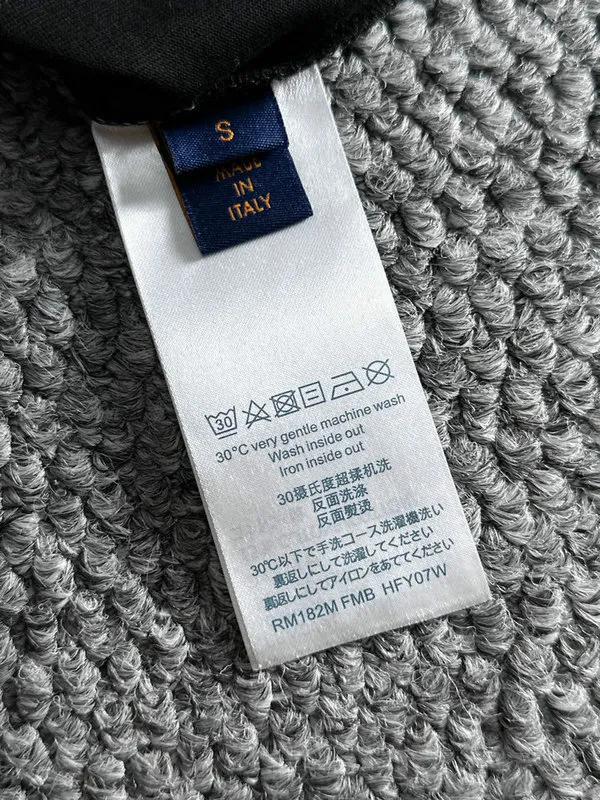 S
MADE
IN
ITALY
30
30°C very gentle machine wash
Wash inside out
Iron inside out
30摄氏度超揉机洗
反面洗涤
反面熨烫
30℃以下で手洗コース洗濯機洗い
裏返しにして洗濯してください
裏返しにしてアイロンをあててください
RM182M FMB HFY07W